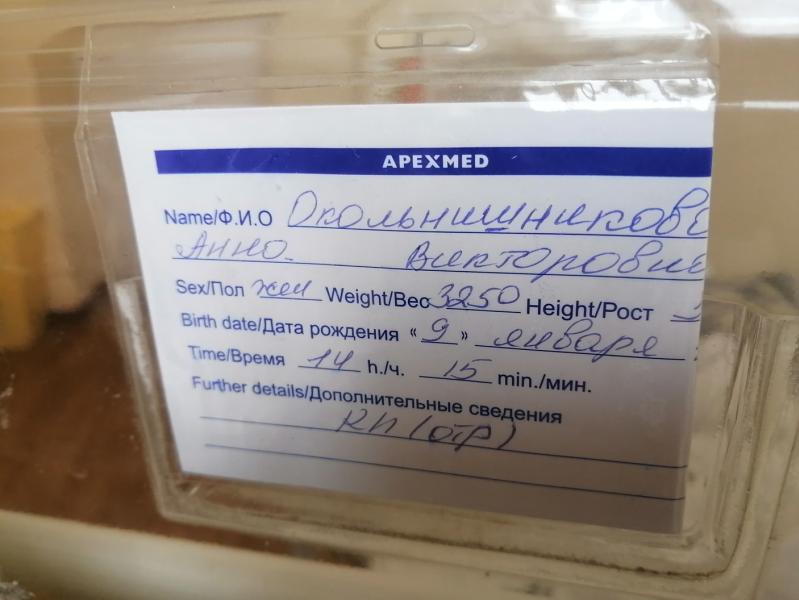 APEXMED
Name/Ф.И.О Окольнишникова
Анна Викторовна
Sex/Пол жен Weight/Вес 3250 Height/Рост
Birth date/Дата рождения « 9 » января
Time/Время 14 h./ч. 15 min./мин.
Further details/Дополнительные сведения
КП (отр)